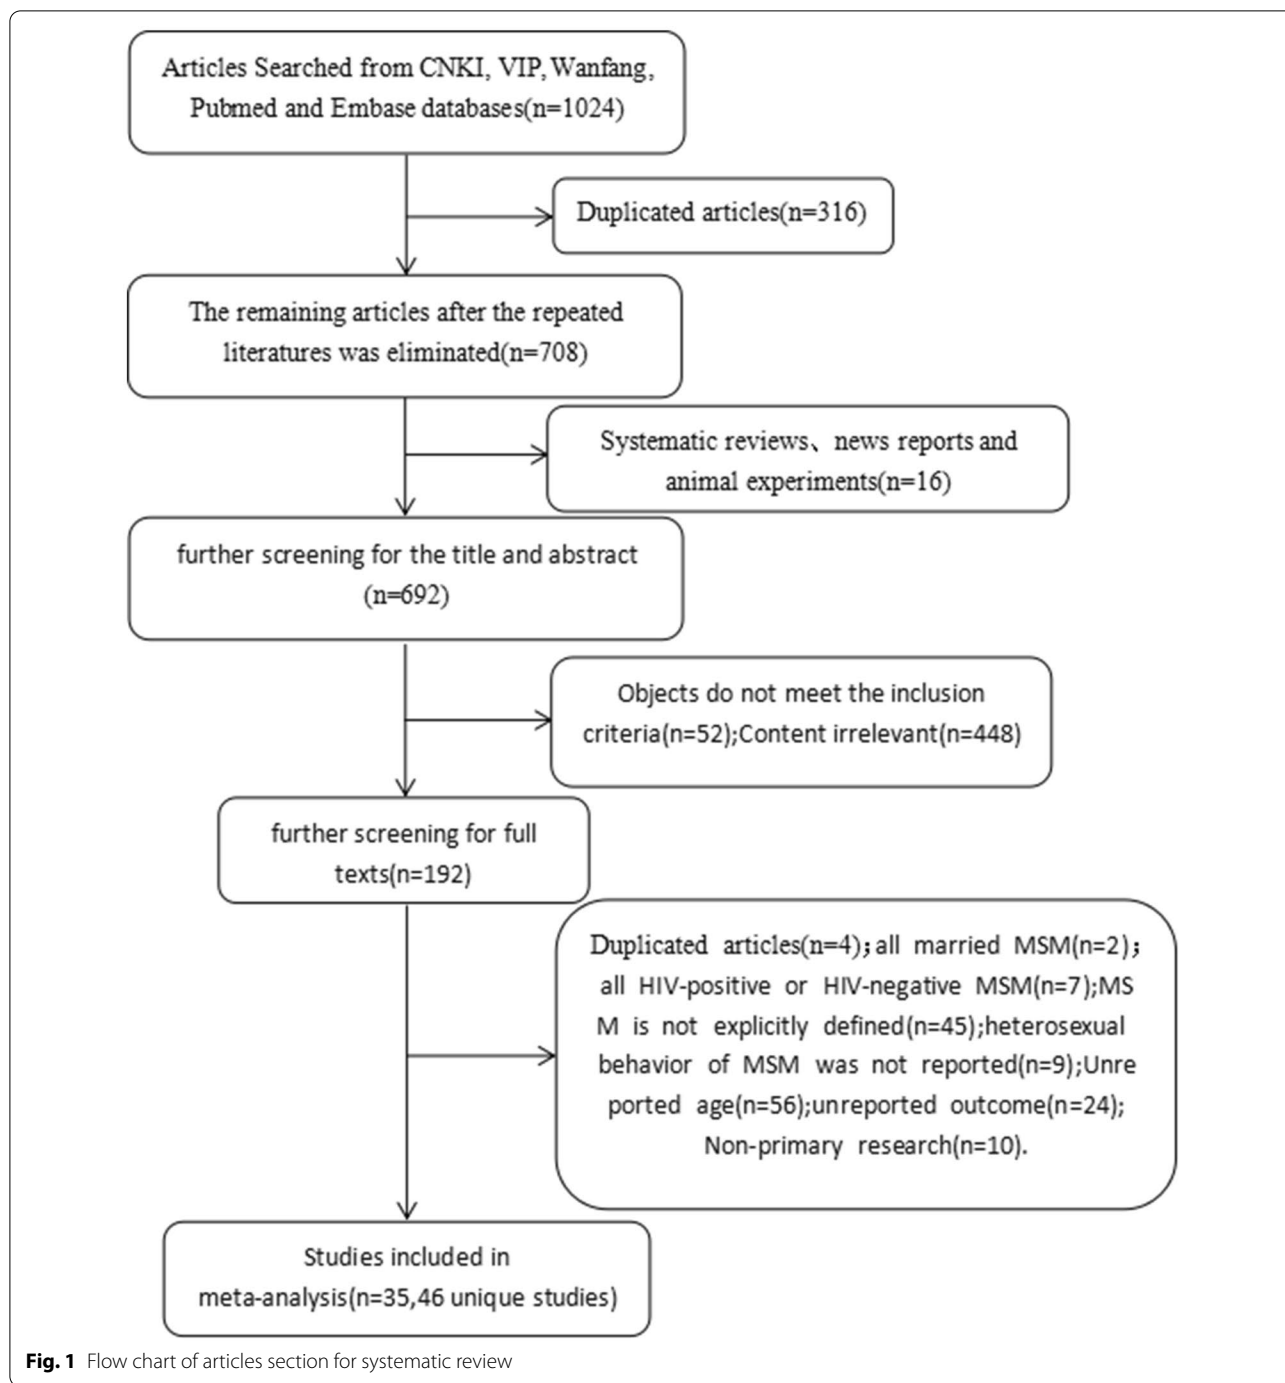 Articles Searched from CNKI, VIP, Wanfang,
Pubmed and Embase databases(n=1024)
Duplicated articles(n=316)
The remaining articles after the repeated
literatures was eliminated(n=708)
Systematic reviews、news reports and
animal experiments(n=16)
further screening for the title and abstract
(n=692)
Objects do not meet the inclusion
criteria(n=52);Content irrelevant(n=448)
further screening for full
texts(n=192)
Duplicated articles(n=4);all married MSM(n=2);
all HIV-positive or HIV-negative MSM(n=7);MS
M is not explicitly defined(n=45);heterosexual
behavior of MSM was not reported(n=9);Unre
ported age(n=56);unreported outcome(n=24);
Non-primary research(n=10).
Studies included in
meta-analysis(n=35,46 unique studies)
Fig. 1 Flow chart of articles section for systematic review